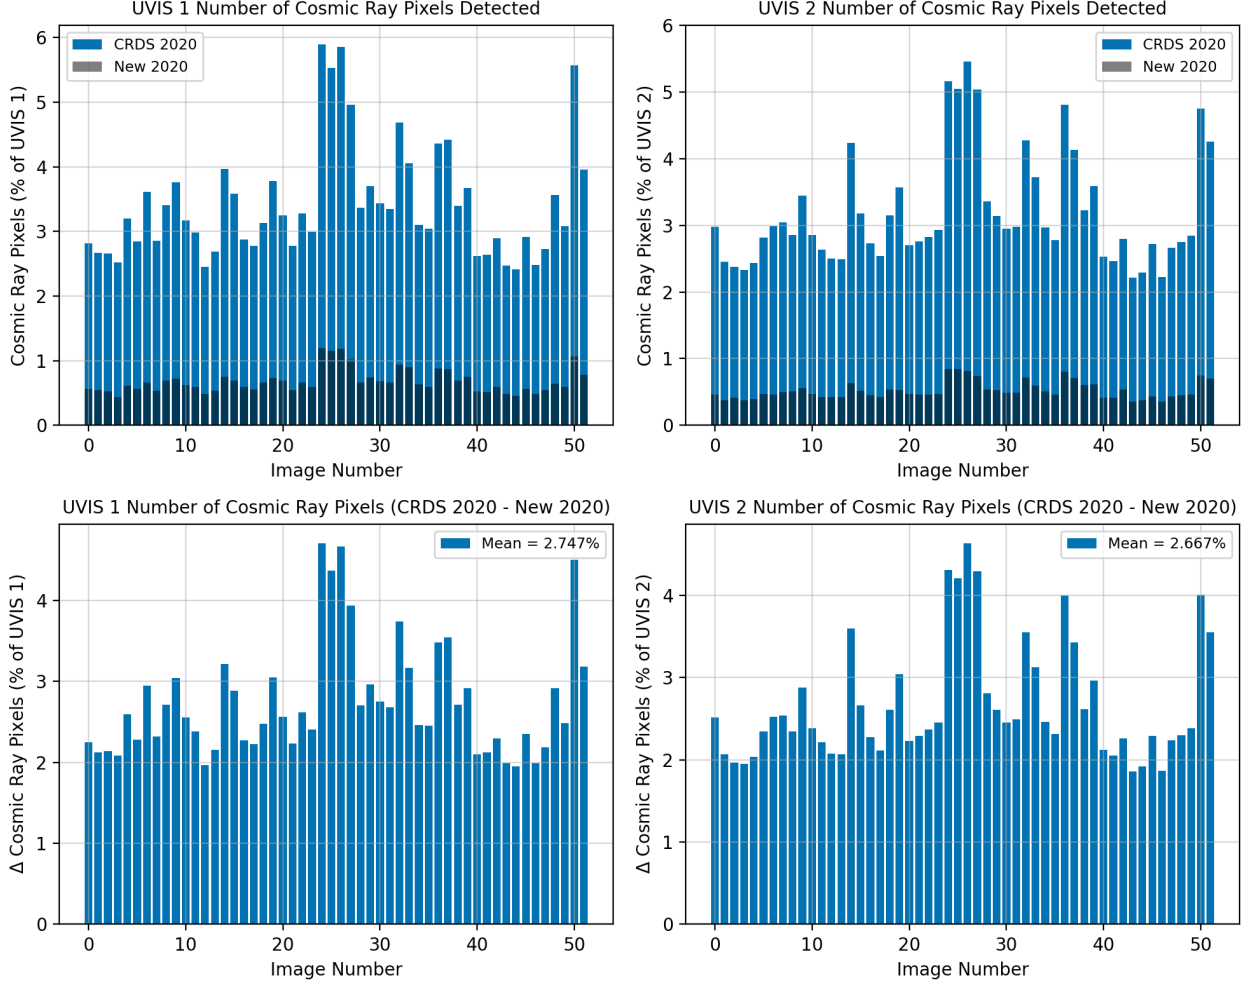 UVIS 1 Number of Cosmic Ray Pixels Detected
Cosmic Ray Pixels (% of UVIS 1)
6
5
4
3
2
1
0
CRDS 2020
New 2020
0 10 20 30 40 50
Image Number
UVIS 2 Number of Cosmic Ray Pixels Detected
Cosmic Ray Pixels (% of UVIS 2)
6
5
4
3
2
1
0
CRDS 2020
New 2020
0 10 20 30 40 50
Image Number
UVIS 1 Number of Cosmic Ray Pixels (CRDS 2020 - New 2020)
Δ Cosmic Ray Pixels (% of UVIS 1)
4
3
2
1
0
Mean = 2.747%
0 10 20 30 40 50
Image Number
UVIS 2 Number of Cosmic Ray Pixels (CRDS 2020 - New 2020)
Δ Cosmic Ray Pixels (% of UVIS 2)
4
3
2
1
0
Mean = 2.667%
0 10 20 30 40 50
Image Number